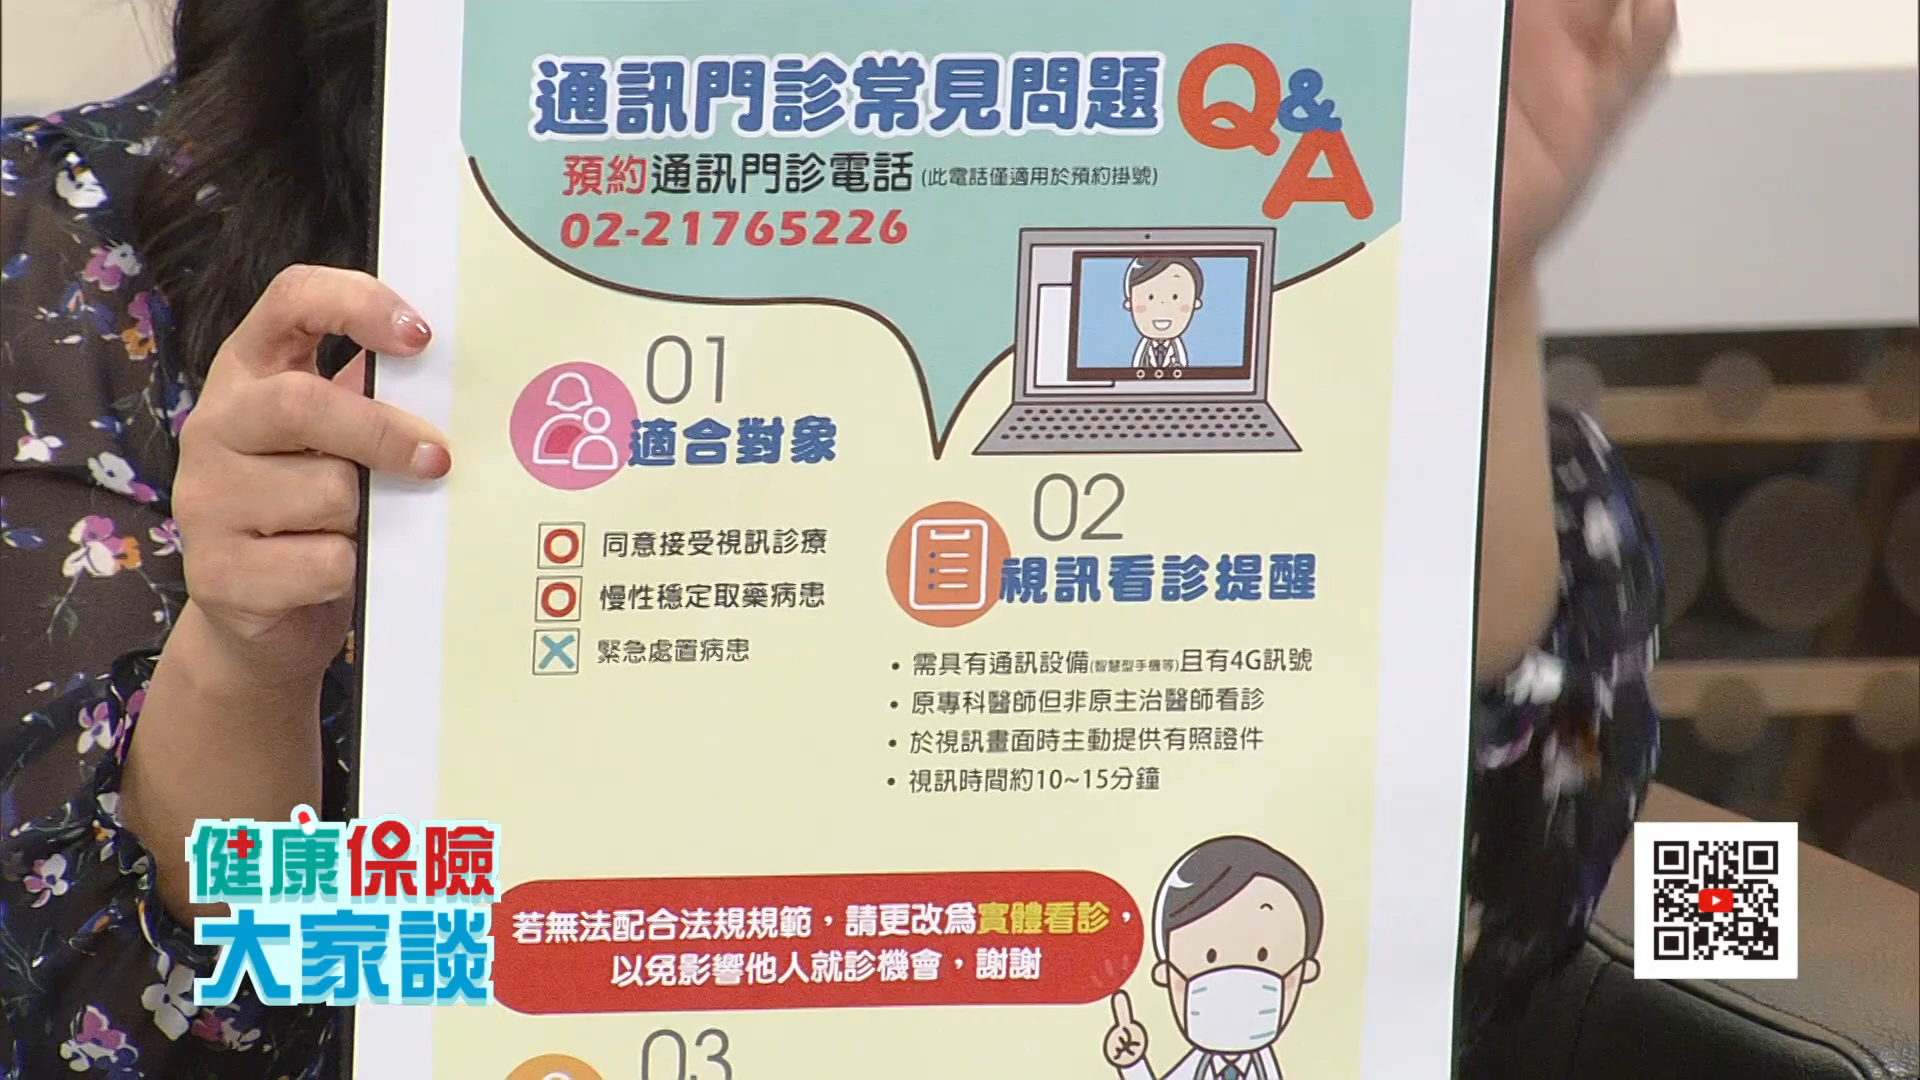 通訊門診常見問題Q&A
預約通訊門診電話(此電話僅適用於預約掛號)
02-21765226
01
適合對象
同意接受視訊診療
慢性穩定取藥病患
緊急處置病患
02
視訊看診提醒
• 需具有通訊設備(智慧型手機等)且有4G訊號
• 原專科醫師但非原主治醫師看診
• 於視訊畫面時主動提供有照證件
• 視訊時間約10~15分鐘
若無法配合法規規範，請更改為實體看診，
以免影響他人就診機會，謝謝
03
健康保險
大家談